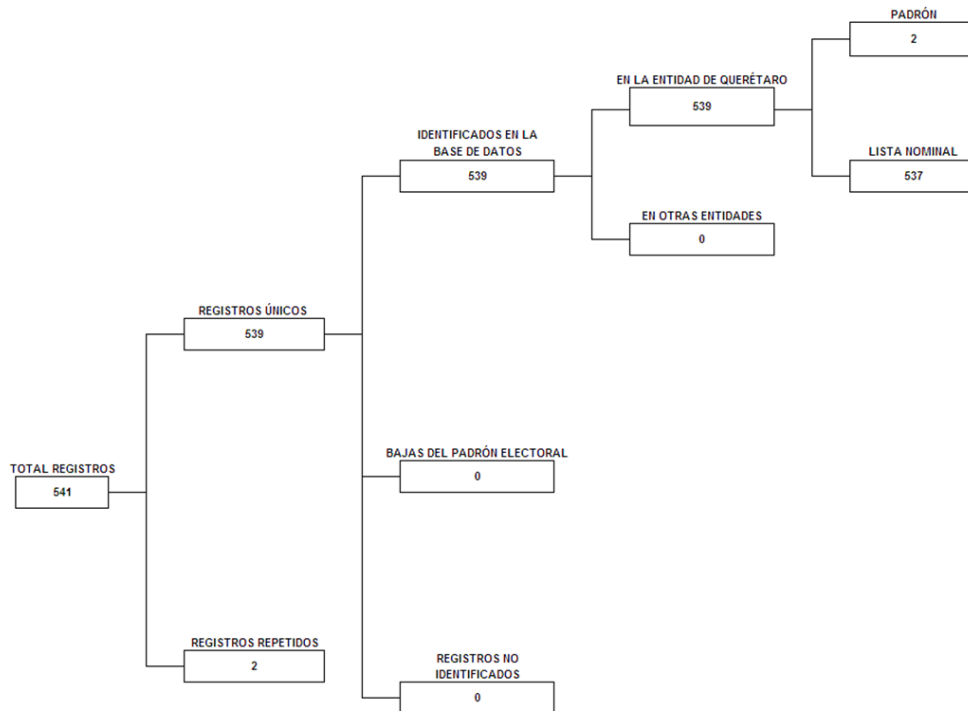 PADRÓN
2
EN LA ENTIDAD DE QUERÉTARO
539
IDENTIFICADOS EN LA
BASE DE DATOS
539
LISTA NOMINAL
537
EN OTRAS ENTIDADES
0
REGISTROS ÚNICOS
539
BAJAS DEL PADRÓN ELECTORAL
0
TOTAL REGISTROS
541
REGISTROS REPETIDOS
2
REGISTROS NO
IDENTIFICADOS
0